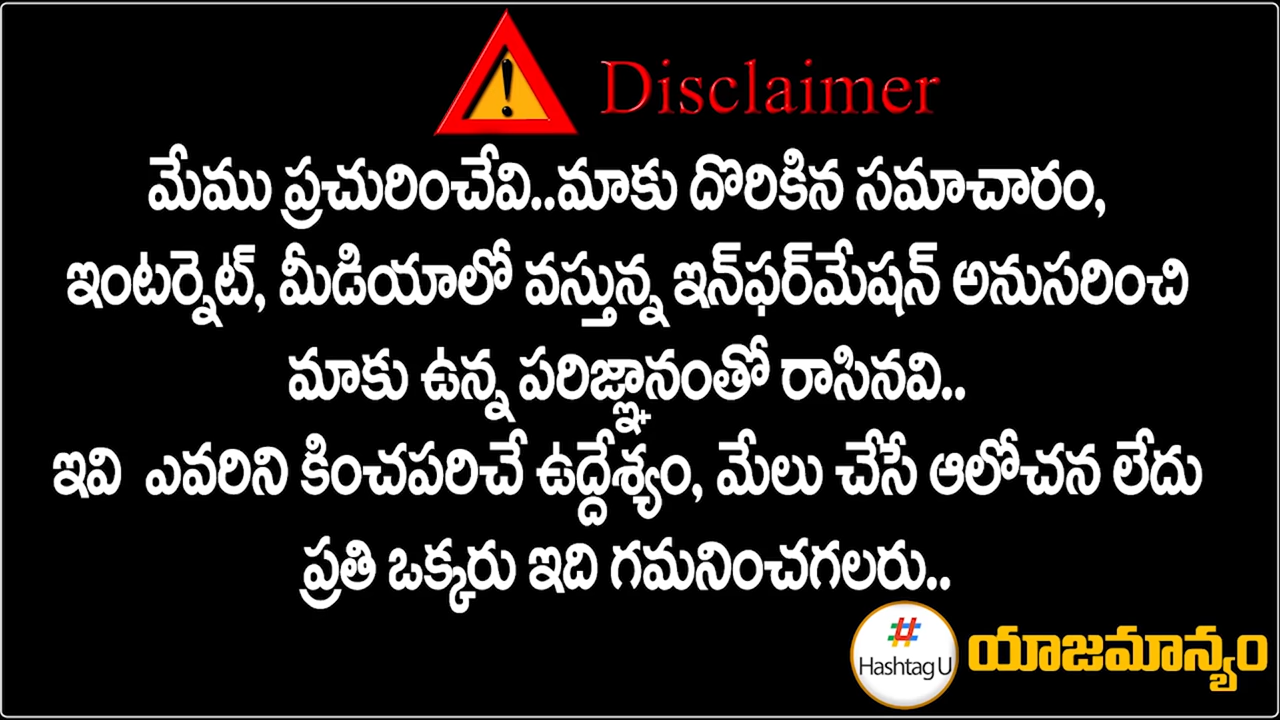 Disclaimer
మేము ప్రచురించేవి..మాకు దొరికిన సమాచారం,
ఇంటర్నెట్, మీడియాలో వస్తున్న ఇన్‌ఫర్‌మేషన్ అనుసరించి
మాకు ఉన్న పరిజ్ఞానంతో రాసినవి..
ఇవి ఎవరిని కించపరిచే ఉద్దేశ్యం, మేలు చేసే ఆలోచన లేదు
ప్రతి ఒక్కరు ఇది గమనించగలరు..
#
Hashtag U
యాజమాన్యం